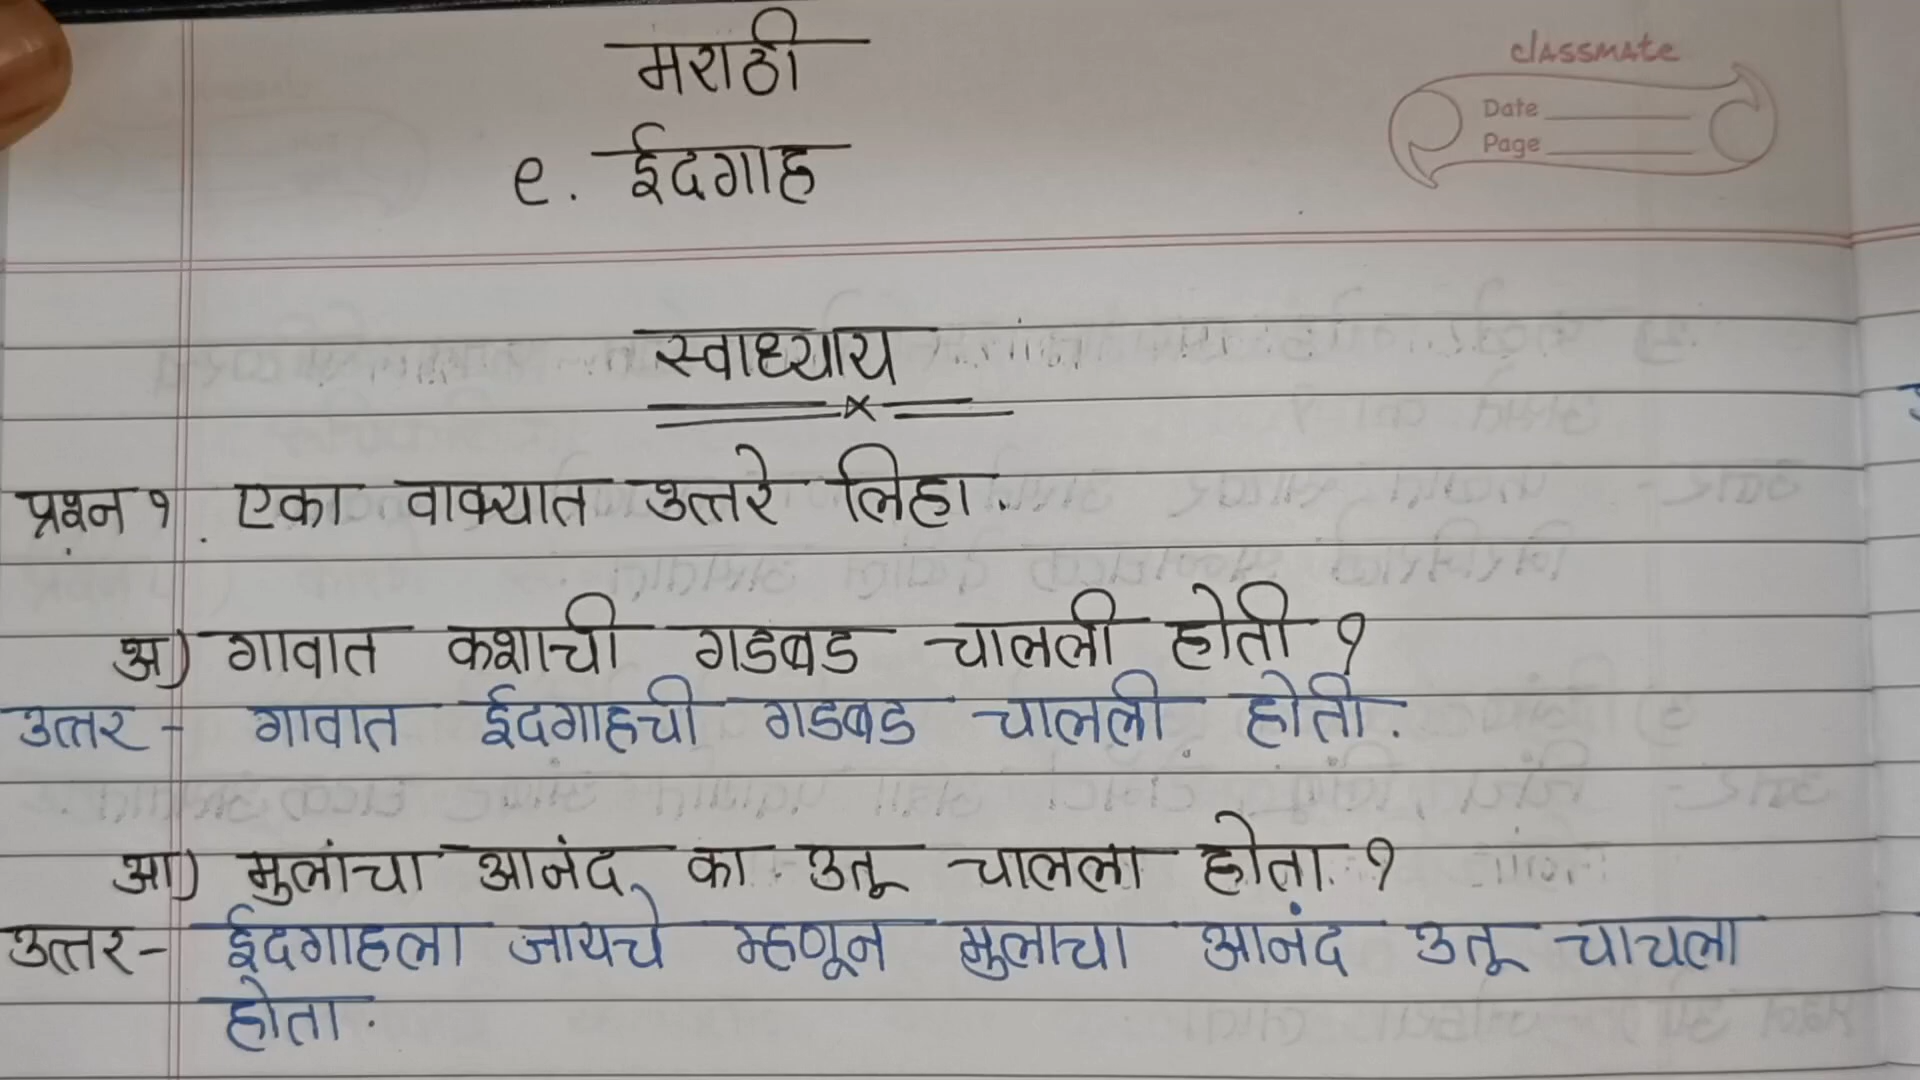 मराठी
classmate
Date
Page
९. ईदगाह
स्वाध्याय
प्रश्न १. एका वाक्यात उत्तरे लिहा.
अ) गावात कशाची गडबड चालली होती ?
उत्तर - गावात ईदगाहची गडबड चालली होती.
आ) मुलांचा आनंद का उतू चालला होता ?
उत्तर - ईदगाहला जायचे म्हणून मुलाचा आनंद उतू चाचला
होता.